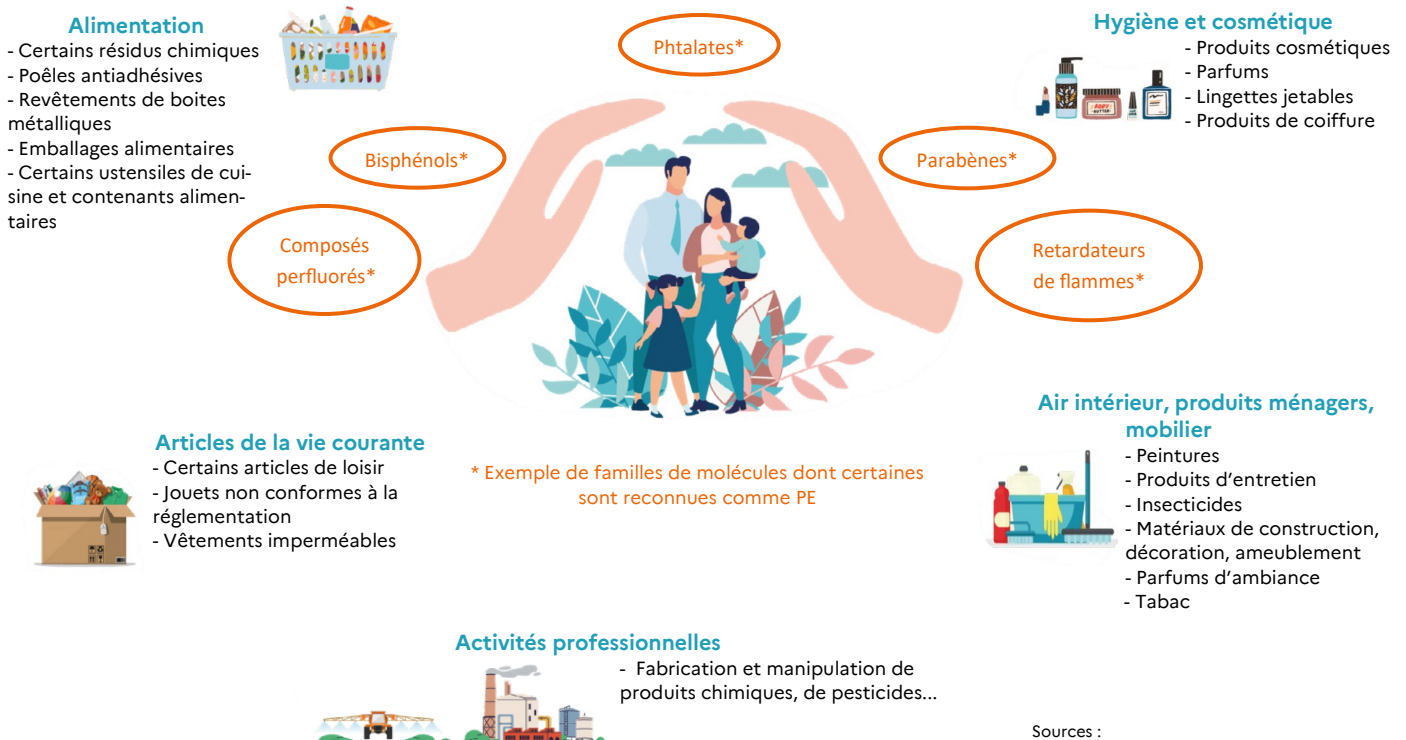 Alimentation
- Certains résidus chimiques
- Poêles antiadhésives
- Revêtements de boites
métalliques
- Emballages alimentaires
- Certains ustensiles de cui-
sine et contenants alimen-
taires
Phtalates*
Hygiène et cosmétique
- Produits cosmétiques
- Parfums
- Lingettes jetables
- Produits de coiffure
Bisphénols*
Parabènes*
Composés
perfluorés*
Retardateurs
de flammes*
Articles de la vie courante
- Certains articles de loisir
- Jouets non conformes à la
réglementation
- Vêtements imperméables
* Exemple de familles de molécules dont certaines
sont reconnues comme PE
Air intérieur, produits ménagers,
mobilier
- Peintures
- Produits d’entretien
- Insecticides
- Matériaux de construction,
décoration, ameublement
- Parfums d’ambiance
- Tabac
Activités professionnelles
- Fabrication et manipulation de
produits chimiques, de pesticides...
Sources :